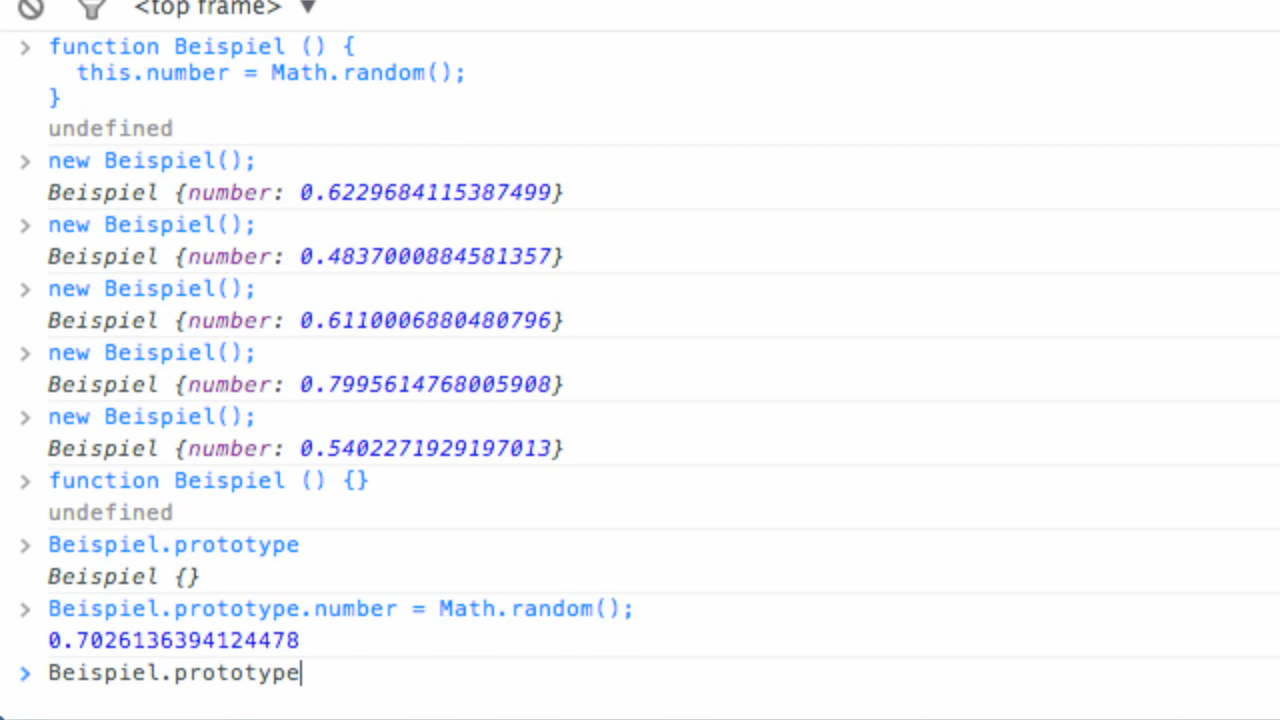 <top frame> ▼
> function Beispiel () {
this.number = Math.random();
}
undefined
> new Beispiel();
Beispiel {number: 0.6229684115387499}
> new Beispiel();
Beispiel {number: 0.4837000884581357}
> new Beispiel();
Beispiel {number: 0.6110006880480796}
> new Beispiel();
Beispiel {number: 0.7995614768005908}
> new Beispiel();
Beispiel {number: 0.5402271929197013}
> function Beispiel () {}
undefined
> Beispiel.prototype
Beispiel {}
> Beispiel.prototype.number = Math.random();
0.7026136394124478
> Beispiel.prototype